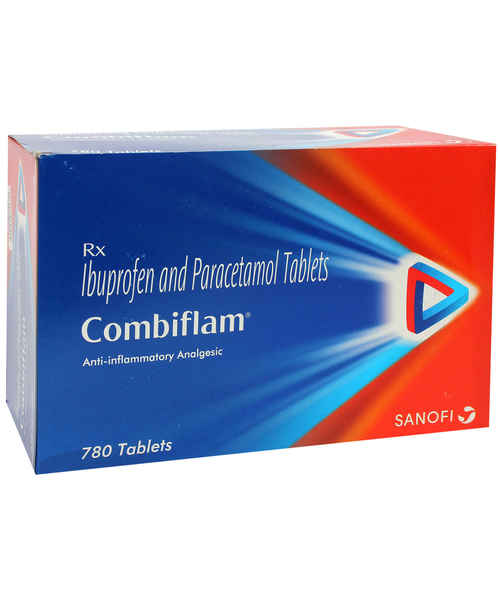 Rx
Ibuprofen and Paracetamol Tablets
Combiflam®
Anti-inflammatory Analgesic
780 Tablets
SANOFI